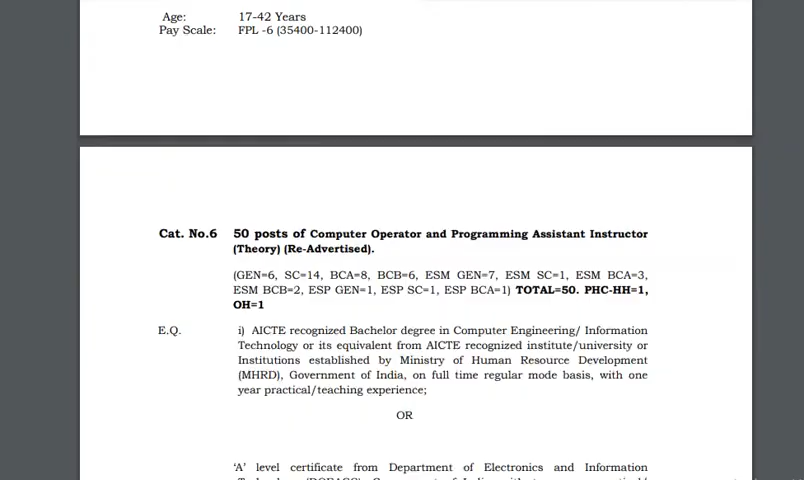 Age: 17-42 Years
Pay Scale: FPL -6 (35400-112400)
Cat. No.6 50 posts of Computer Operator and Programming Assistant Instructor
(Theory) (Re-Advertised).
(GEN=6, SC=14, BCA=8, BCB=6, ESM GEN=7, ESM SC=1, ESM BCA=3,
ESM BCB=2, ESP GEN=1, ESP SC=1, ESP BCA=1) TOTAL=50. PHC-HH=1,
OH=1
E.Q. i) AICTE recognized Bachelor degree in Computer Engineering/ Information
Technology or its equivalent from AICTE recognized institute/university or
Institutions established by Ministry of Human Resource Development
(MHRD), Government of India, on full time regular mode basis, with one
year practical/teaching experience;
OR
‘A’ level certificate from Department of Electronics and Information